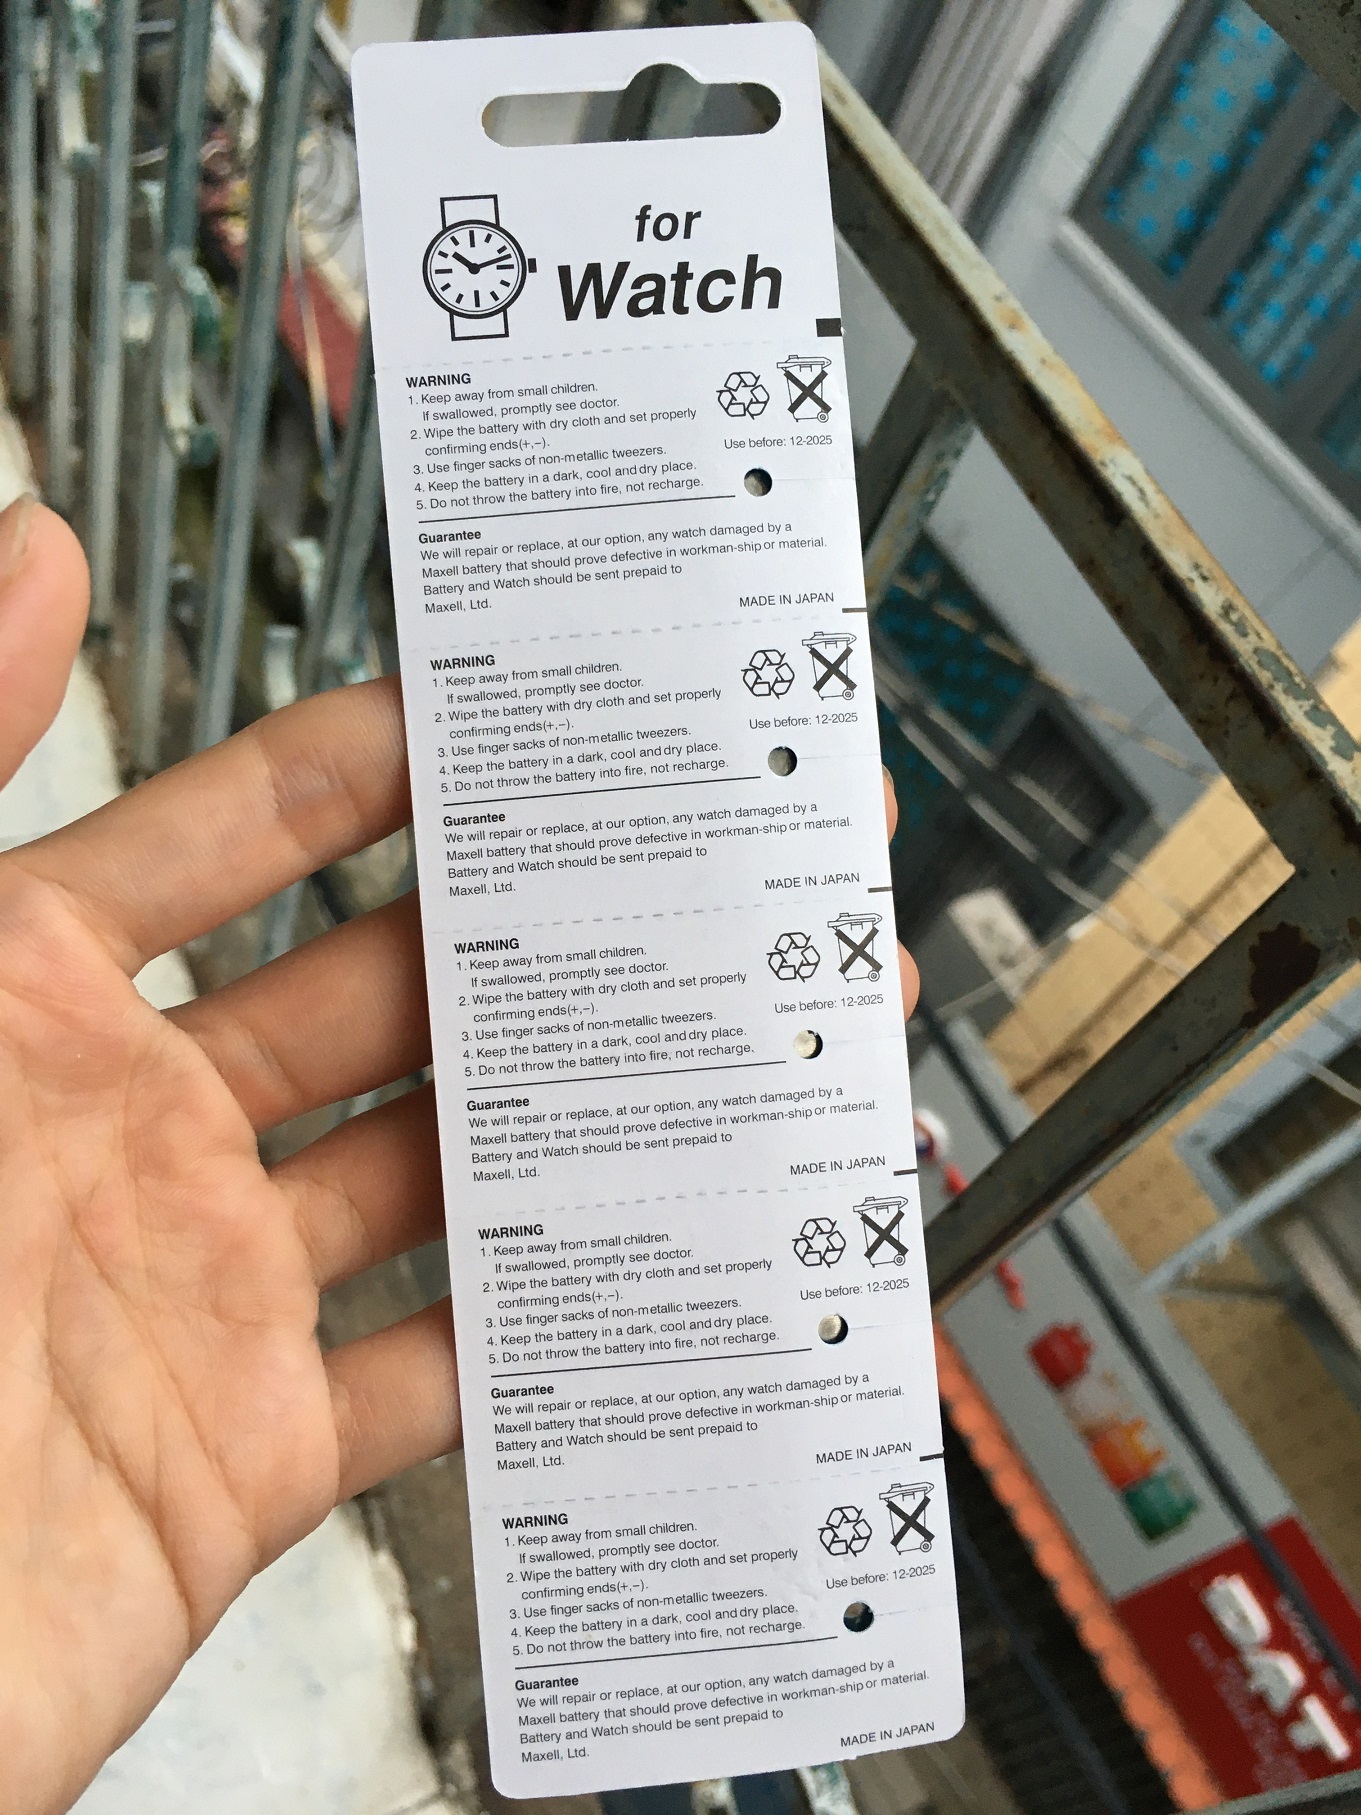 for
Watch
WARNING
1. Keep away from small children.
If swallowed, promptly see doctor.
2. Wipe the battery with dry cloth and set properly
confirming ends(+,−).
3. Use finger sacks of non-metallic tweezers.
4. Keep the battery in a dark, cool and dry place.
5. Do not throw the battery into fire, not recharge.
Use before: 12-2025
Guarantee
We will repair or replace, at our option, any watch damaged by a
Maxell battery that should prove defective in workman-ship or material.
Battery and Watch should be sent prepaid to
Maxell, Ltd.
MADE IN JAPAN
WARNING
1. Keep away from small children.
If swallowed, promptly see doctor.
2. Wipe the battery with dry cloth and set properly
confirming ends(+,−).
3. Use finger sacks of non-metallic tweezers.
4. Keep the battery in a dark, cool and dry place.
5. Do not throw the battery into fire, not recharge.
Use before: 12-2025
Guarantee
We will repair or replace, at our option, any watch damaged by a
Maxell battery that should prove defective in workman-ship or material.
Battery and Watch should be sent prepaid to
Maxell, Ltd.
MADE IN JAPAN
WARNING
1. Keep away from small children.
If swallowed, promptly see doctor.
2. Wipe the battery with dry cloth and set properly
confirming ends(+,−).
3. Use finger sacks of non-metallic tweezers.
4. Keep the battery in a dark, cool and dry place.
5. Do not throw the battery into fire, not recharge.
Use before: 12-2025
Guarantee
We will repair or replace, at our option, any watch damaged by a
Maxell battery that should prove defective in workman-ship or material.
Battery and Watch should be sent prepaid to
Maxell, Ltd.
MADE IN JAPAN
WARNING
1. Keep away from small children.
If swallowed, promptly see doctor.
2. Wipe the battery with dry cloth and set properly
confirming ends(+,−).
3. Use finger sacks of non-metallic tweezers.
4. Keep the battery in a dark, cool and dry place.
5. Do not throw the battery into fire, not recharge.
Use before: 12-2025
Guarantee
We will repair or replace, at our option, any watch damaged by a
Maxell battery that should prove defective in workman-ship or material.
Battery and Watch should be sent prepaid to
Maxell, Ltd.
MADE IN JAPAN
WARNING
1. Keep away from small children.
If swallowed, promptly see doctor.
2. Wipe the battery with dry cloth and set properly
confirming ends(+,−).
3. Use finger sacks of non-metallic tweezers.
4. Keep the battery in a dark, cool and dry place.
5. Do not throw the battery into fire, not recharge.
Use before: 12-2025
Guarantee
We will repair or replace, at our option, any watch damaged by a
Maxell battery that should prove defective in workman-ship or material.
Battery and Watch should be sent prepaid to
Maxell, Ltd.
MADE IN JAPAN